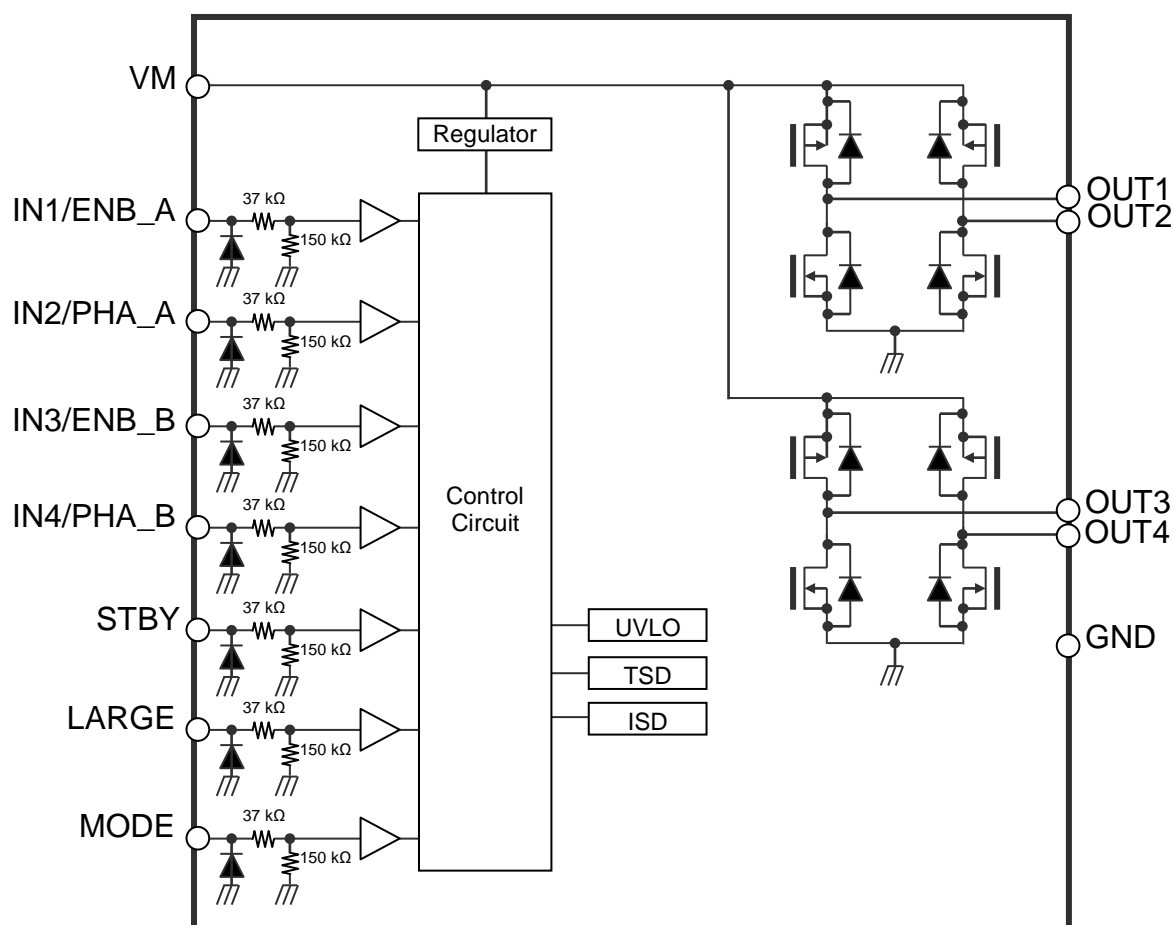 VM
Regulator
IN1/ENB_A
37 kΩ
150 kΩ
OUT1
OUT2
IN2/PHA_A
37 kΩ
150 kΩ
IN3/ENB_B
37 kΩ
150 kΩ
Control
Circuit
IN4/PHA_B
37 kΩ
150 kΩ
OUT3
OUT4
STBY
37 kΩ
150 kΩ
UVLO
GND
TSD
LARGE
37 kΩ
150 kΩ
ISD
MODE
37 kΩ
150 kΩ